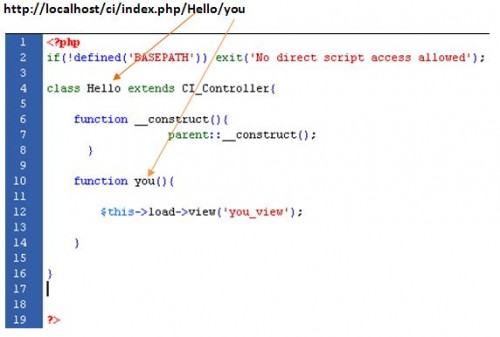 http://localhost/ci/index.php/Hello/you
1 <?php
2 if(!defined('BASEPATH')) exit('No direct script access allowed');
3
4 class Hello extends CI_Controller{
5
6 function __construct(){
7 parent::__construct();
8 }
9
10 function you(){
11
12 $this->load->view('you_view');
13
14 }
15
16 }
17
18
19 ?>